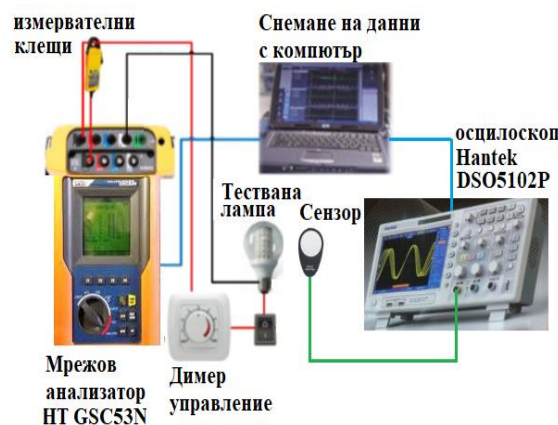 измервателни
клещи
Снемане на данни
с компютър
осцилоскоп
Hantek
DSO5102P
Тествана
лампа
Сензор
Мрежов
анализатор
HT GSC53N
Димер
управление